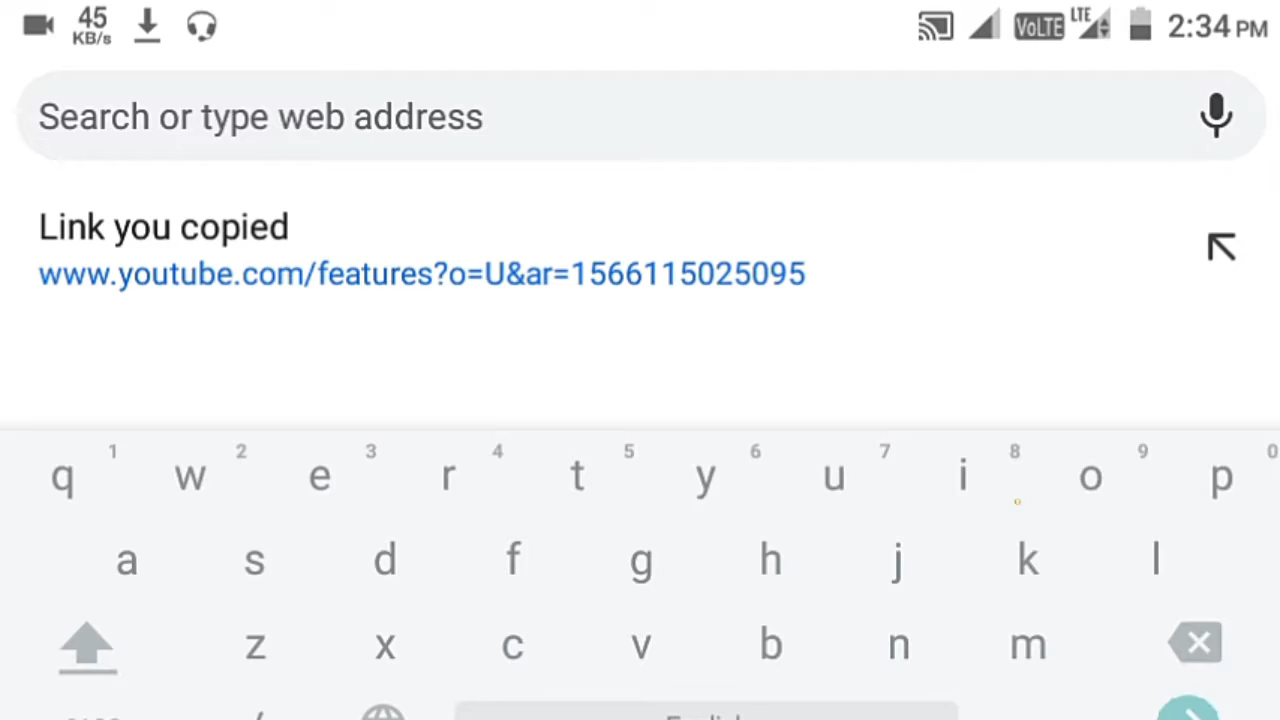 45 KB/s VoLTE LTE 2:34 PM
Search or type web address
Link you copied
www.youtube.com/features?o=U&ar=1566115025095
1 2 3 4 5 6 7 8 9 0
q w e r t y u i o p
a s d f g h j k l
z x c v b n m
/ English